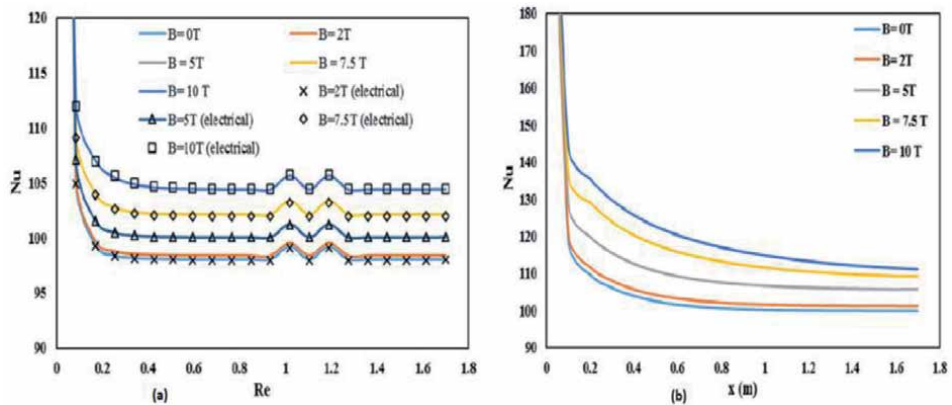 120
115
110
105
100
95
90
Nu
B= 0T
B= 2T
B = 5T
B = 7.5 T
B= 10 T
B=2T (electrical)
B=5T (electrical)
B=7.5T (electrical)
B=10T (electrical)
0 0.2 0.4 0.6 0.8 1 1.2 1.4 1.6 1.8
(a)
Re
180
170
160
150
140
130
120
110
100
90
Nu
B= 0T
B= 2T
B = 5T
B = 7.5 T
B = 10 T
0 0.2 0.4 0.6 0.8 1 1.2 1.4 1.6 1.8
(b)
x (m)